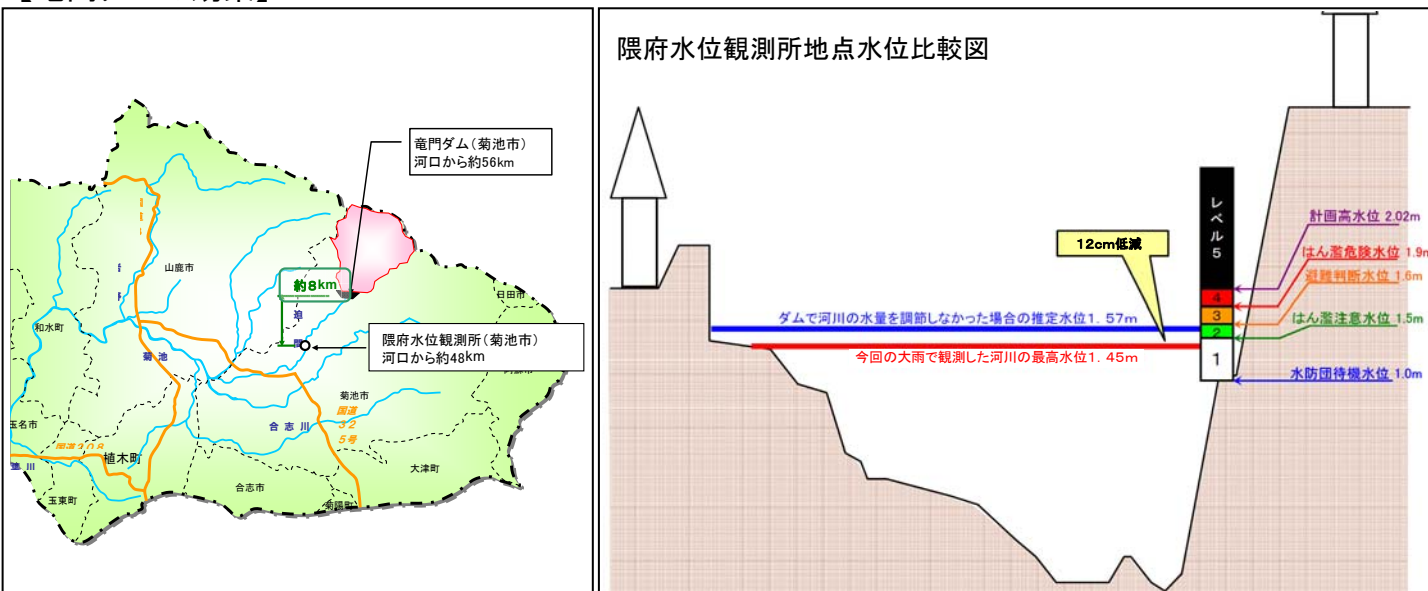 竜門ダム(菊池市)
河口から約56km
山鹿市
約8km
日田市
和水町
迫
間
隈府水位観測所(菊池市)
河口から約48km
菊池
菊池市
国道
32
5号
合志川
玉名市
国道208
植木町
大津町
合志市
玉東町
菊陽町
隈府水位観測所地点水位比較図
レベル5
4
3
2
1
12cm低減
計画高水位 2.02m
はん濫危険水位 1.9m
避難判断水位 1.6m
はん濫注意水位 1.5m
水防団待機水位 1.0m
ダムで河川の水量を調節しなかった場合の推定水位1.57m
今回の大雨で観測した河川の最高水位1.45m